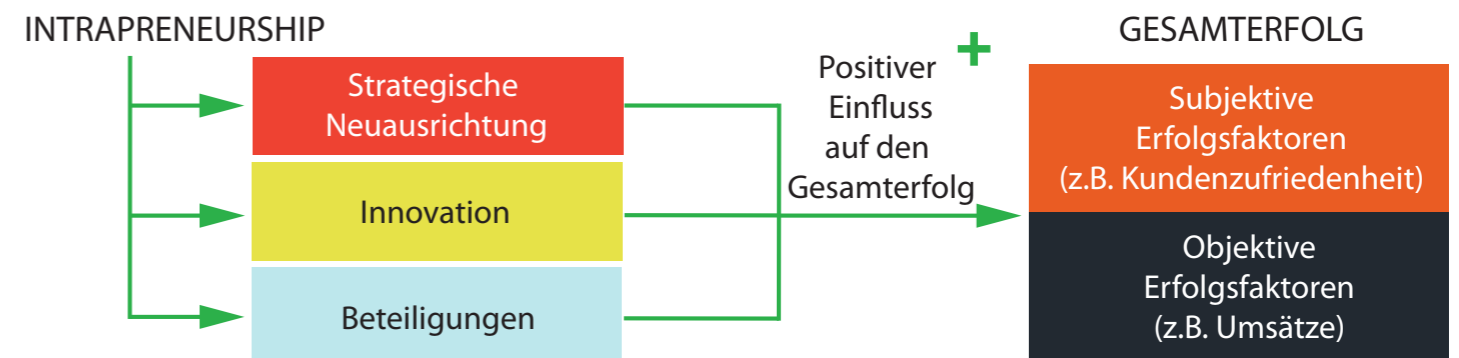 INTRAPRENEURSHIP
Strategische
Neuausrichtung
Innovation
Beteiligungen
+
Positiver
Einfluss
auf den
Gesamterfolg
GESAMTERFOLG
Subjektive
Erfolgsfaktoren
(z.B. Kundenzufriedenheit)
Objektive
Erfolgsfaktoren
(z.B. Umsätze)